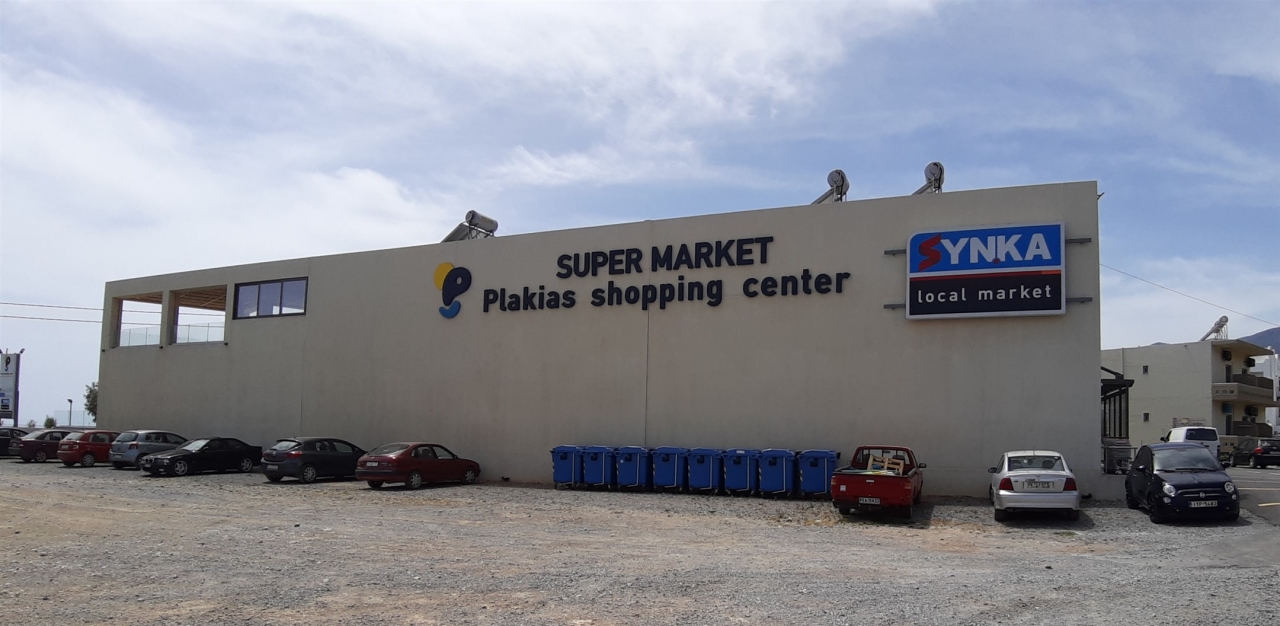 SUPER MARKET
Plakias shopping center
SYNKA
local market